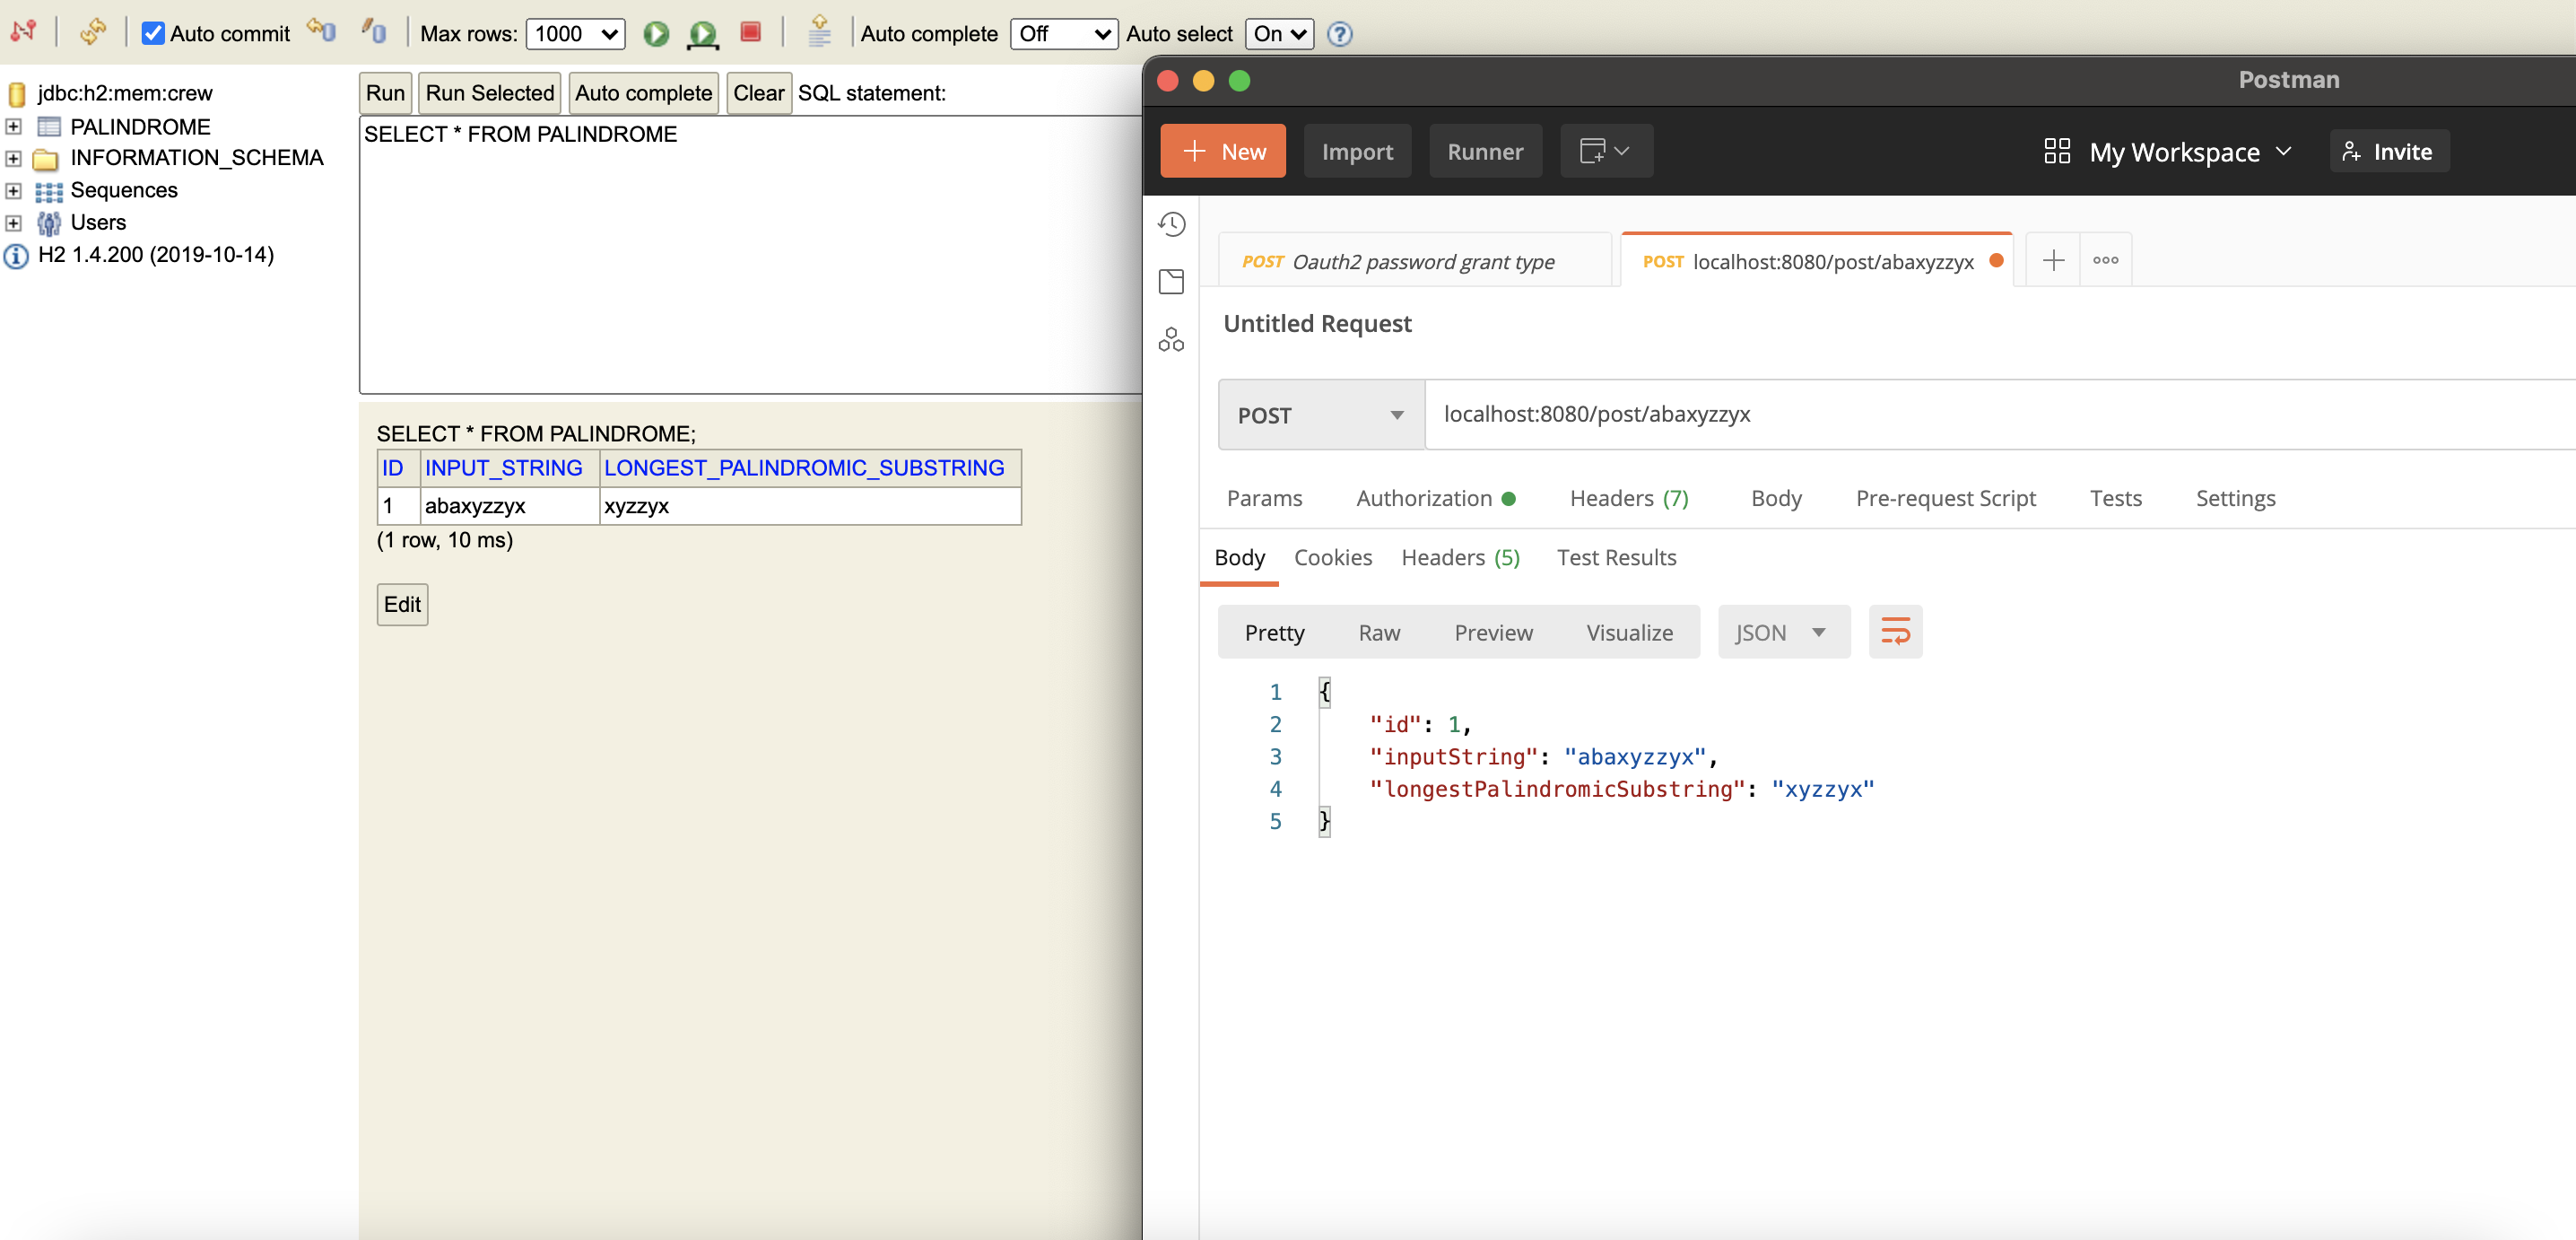 Auto commit Max rows: 1000 Auto complete Off Auto select On ?
jdbc:h2:mem:crew
PALINDROME
INFORMATION_SCHEMA
Sequences
Users
H2 1.4.200 (2019-10-14)
Run Run Selected Auto complete Clear SQL statement:
SELECT * FROM PALINDROME
SELECT * FROM PALINDROME;
ID INPUT_STRING LONGEST_PALINDROMIC_SUBSTRING
1 abaxyzzyx xyzzyx
(1 row, 10 ms)
Edit
Postman
+ New Import Runner My Workspace Invite
POST Oauth2 password grant type POST localhost:8080/post/abaxyzzyx
Untitled Request
POST localhost:8080/post/abaxyzzyx
Params Authorization Headers (7) Body Pre-request Script Tests Settings
Body Cookies Headers (5) Test Results
Pretty Raw Preview Visualize JSON
1 {
2 "id": 1,
3 "inputString": "abaxyzzyx",
4 "longestPalindromicSubstring": "xyzzyx"
5 }